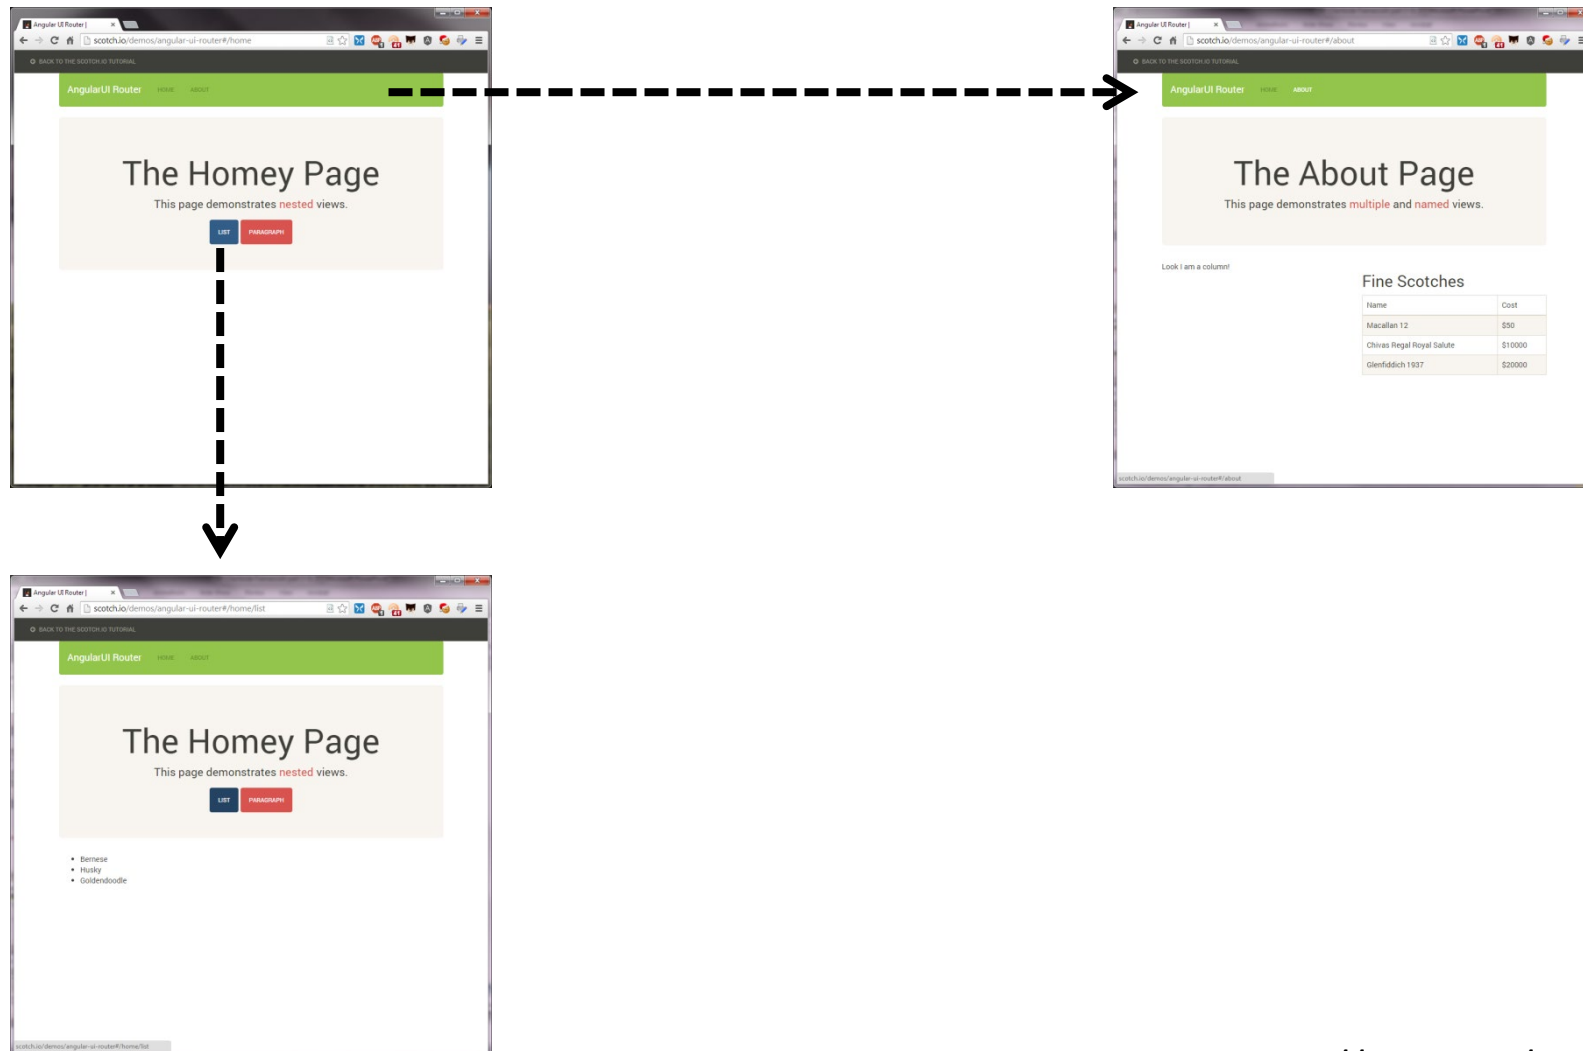 Angular UI Router |
scotch.io/demos/angular-ui-router#/home
BACK TO THE SCOTCH.IO TUTORIAL
AngularUI Router HOME ABOUT
The Homey Page
This page demonstrates nested views.
LIST PARAGRAPH
Angular UI Router |
scotch.io/demos/angular-ui-router#/about
BACK TO THE SCOTCH.IO TUTORIAL
AngularUI Router HOME ABOUT
The About Page
This page demonstrates multiple and named views.
Look I am a column!
Fine Scotches
Name Cost
Macallan 12 $50
Chivas Regal Royal Salute $10000
Glenfiddich 1937 $20000
scotch.io/demos/angular-ui-router#/about
Angular UI Router |
scotch.io/demos/angular-ui-router#/home/list
BACK TO THE SCOTCH.IO TUTORIAL
AngularUI Router HOME ABOUT
The Homey Page
This page demonstrates nested views.
LIST PARAGRAPH
Bernese
Husky
Goldendoodle
scotch.io/demos/angular-ui-router#/home/list